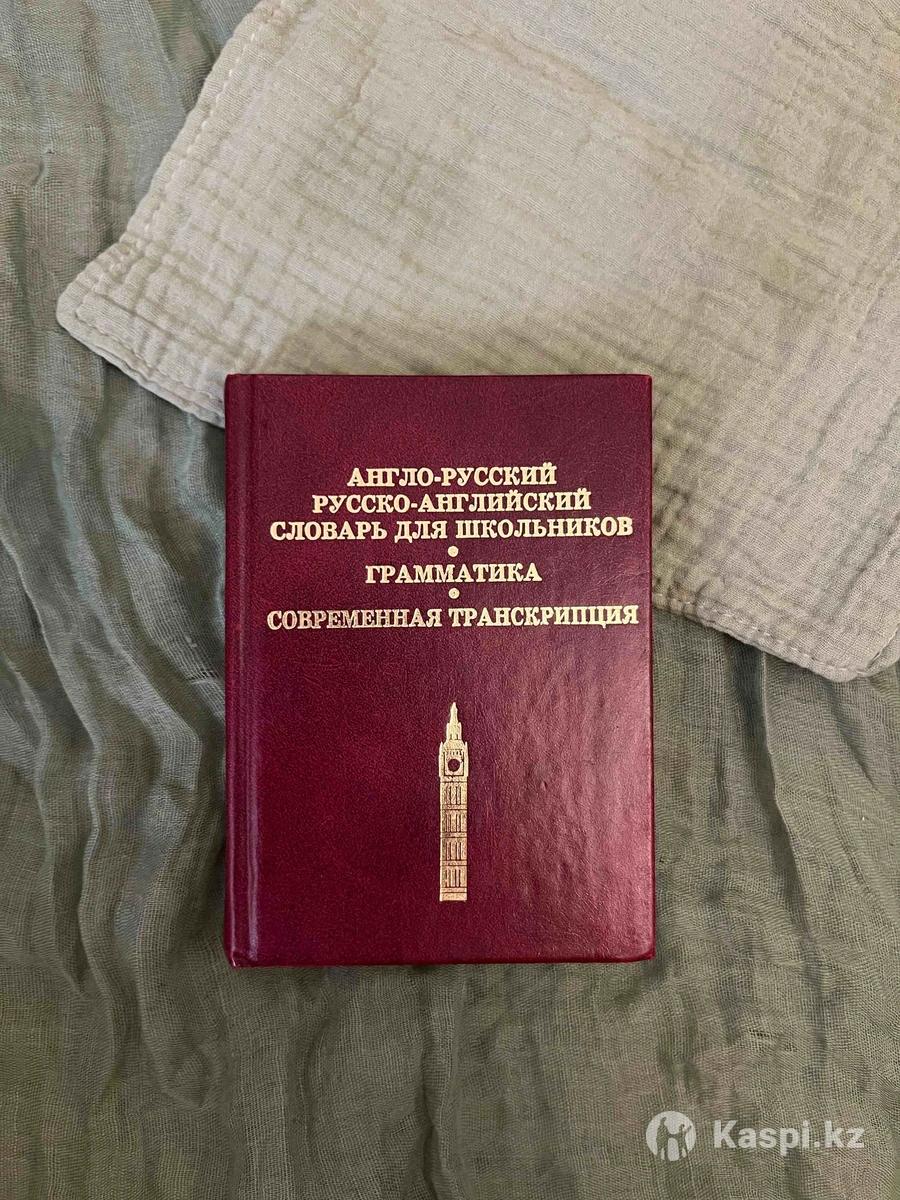 АНГЛО-РУССКИЙ
РУССКО-АНГЛИЙСКИЙ
СЛОВАРЬ ДЛЯ ШКОЛЬНИКОВ
•
ГРАММАТИКА
•
СОВРЕМЕННАЯ ТРАНСКРИПЦИЯ
Kaspi.kz